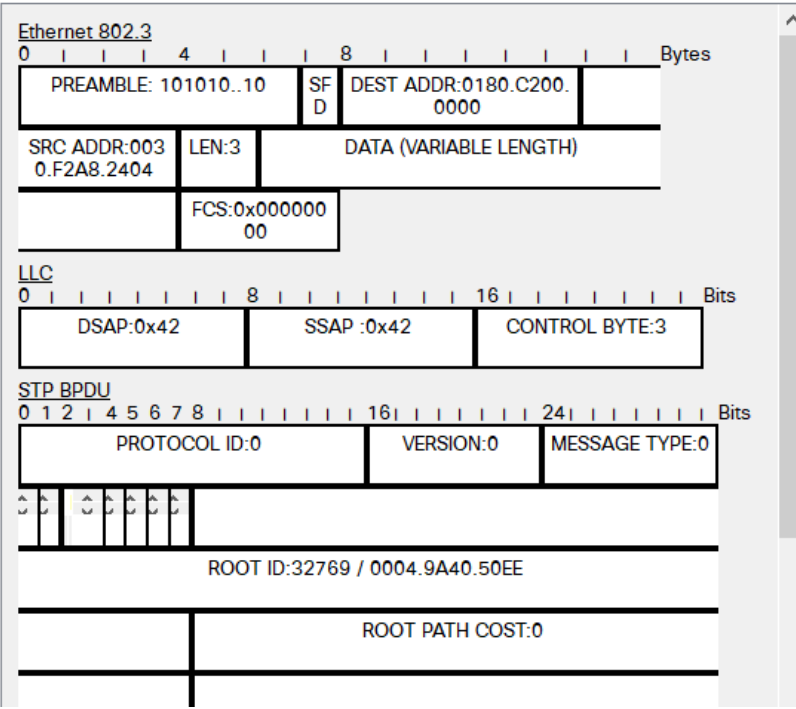 Ethernet 802.3
0 4 8 Bytes
PREAMBLE: 101010..10
SF
D
DEST ADDR:0180.C200.
0000
SRC ADDR:003
0.F2A8.2404
LEN:3
DATA (VARIABLE LENGTH)
FCS:0x000000
00
LLC
0 8 16 Bits
DSAP:0x42
SSAP :0x42
CONTROL BYTE:3
STP BPDU
0 1 2 4 5 6 7 8 16 24 Bits
PROTOCOL ID:0
VERSION:0
MESSAGE TYPE:0
ROOT ID:32769 / 0004.9A40.50EE
ROOT PATH COST:0